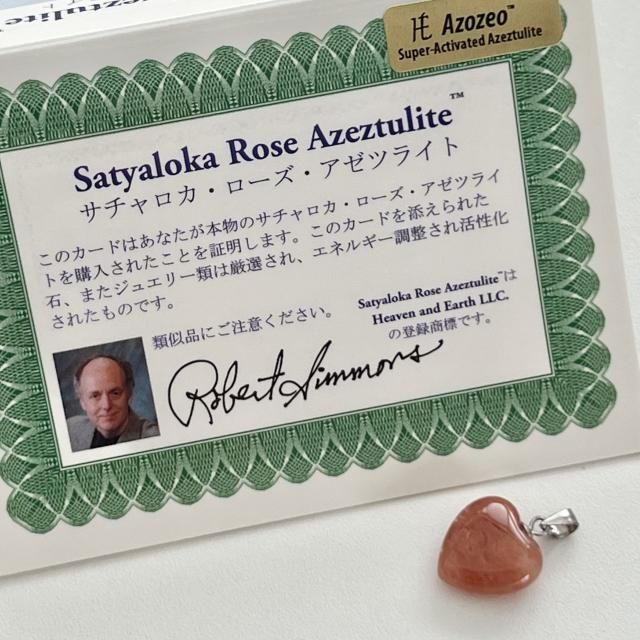 eztulite
HE Azozeo™
Super-Activated Azeztulite
Satyaloka Rose Azeztulite™
サチャロカ・ローズ・アゼツライト
このカードはあなたが本物のサチャロカ・ローズ・アゼツライ
トを購入されたことを証明します。このカードを添えられた
石、またジュエリー類は厳選され、エネルギー調整され活性化
されたものです。
類似品にご注意ください。
Satyaloka Rose Azeztulite™は
Heaven and Earth LLC.
の登録商標です。
Robert Simmons